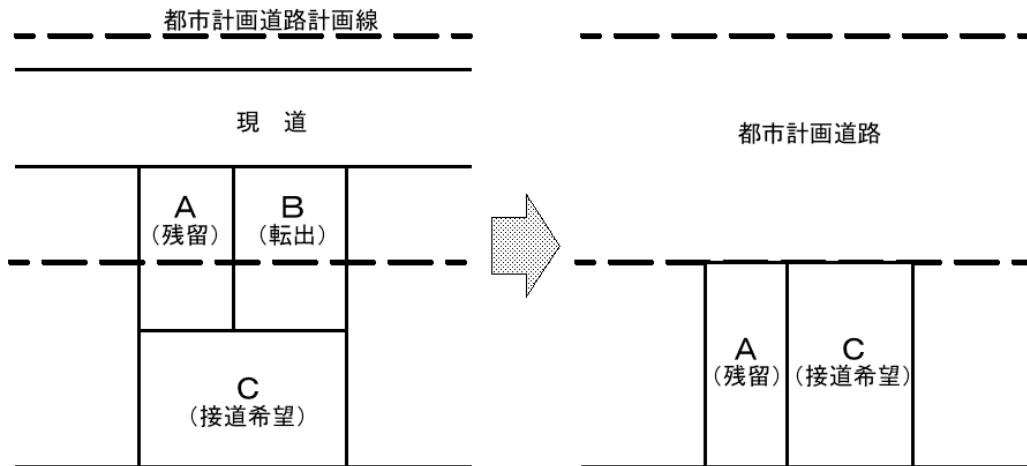 都市計画道路計画線
現　道
A
（残留）
B
（転出）
C
（接道希望）
都市計画道路
A
（残留）
C
（接道希望）